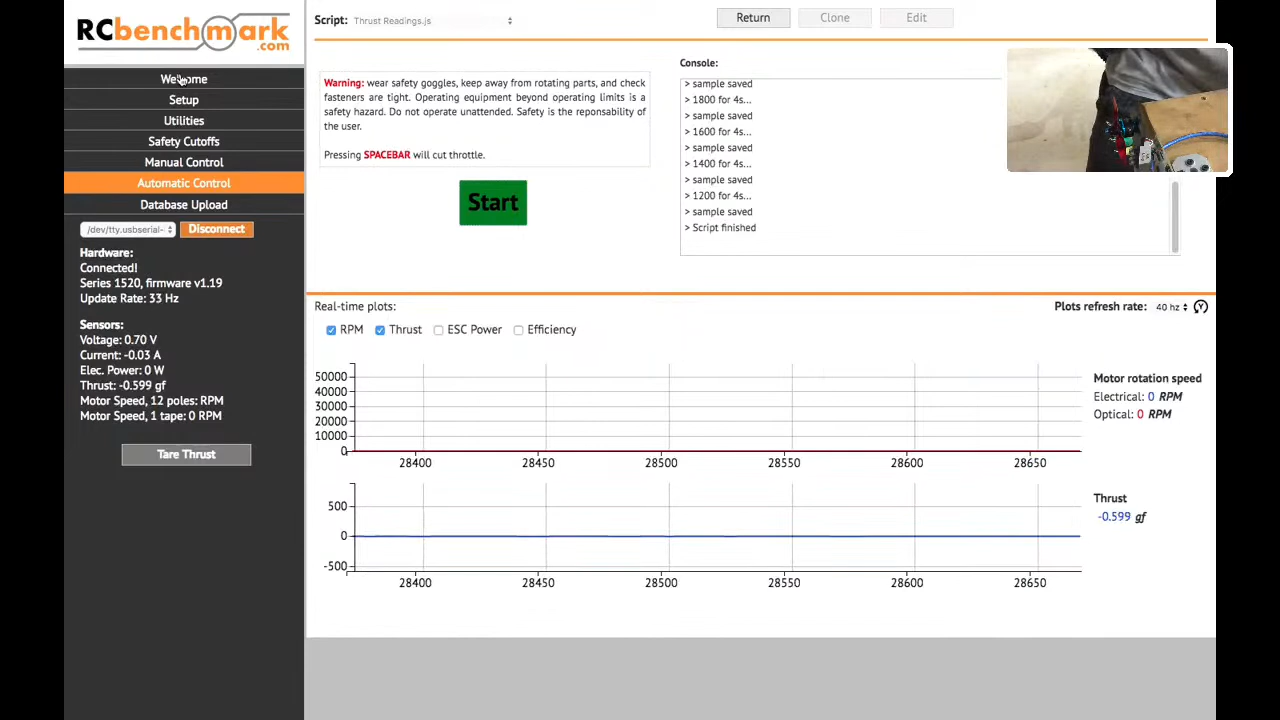 RCbenchmark
.com
Welcome
Setup
Utilities
Safety Cutoffs
Manual Control
Automatic Control
Database Upload
/dev/tty.usbserial-
Disconnect
Hardware:
Connected!
Series 1520, firmware v1.19
Update Rate: 33 Hz
Sensors:
Voltage: 0.70 V
Current: -0.03 A
Elec. Power: 0 W
Thrust: -0.599 gf
Motor Speed, 12 poles: RPM
Motor Speed, 1 tape: 0 RPM
Tare Thrust
Script: Thrust Readings.js
Return
Clone
Edit
Warning: wear safety goggles, keep away from rotating parts, and check
fasteners are tight. Operating equipment beyond operating limits is a
safety hazard. Do not operate unattended. Safety is the reponsability of
the user.
Pressing SPACEBAR will cut throttle.
Start
Console:
> sample saved
> 1800 for 4s...
> sample saved
> 1600 for 4s...
> sample saved
> 1400 for 4s...
> sample saved
> 1200 for 4s...
> sample saved
> Script finished
Real-time plots:
Plots refresh rate: 40 hz
RPM Thrust ESC Power Efficiency
50000
40000
30000
20000
10000
0
28400 28450 28500 28550 28600 28650
Motor rotation speed
Electrical: 0 RPM
Optical: 0 RPM
500
0
-500
28400 28450 28500 28550 28600 28650
Thrust
-0.599 gf